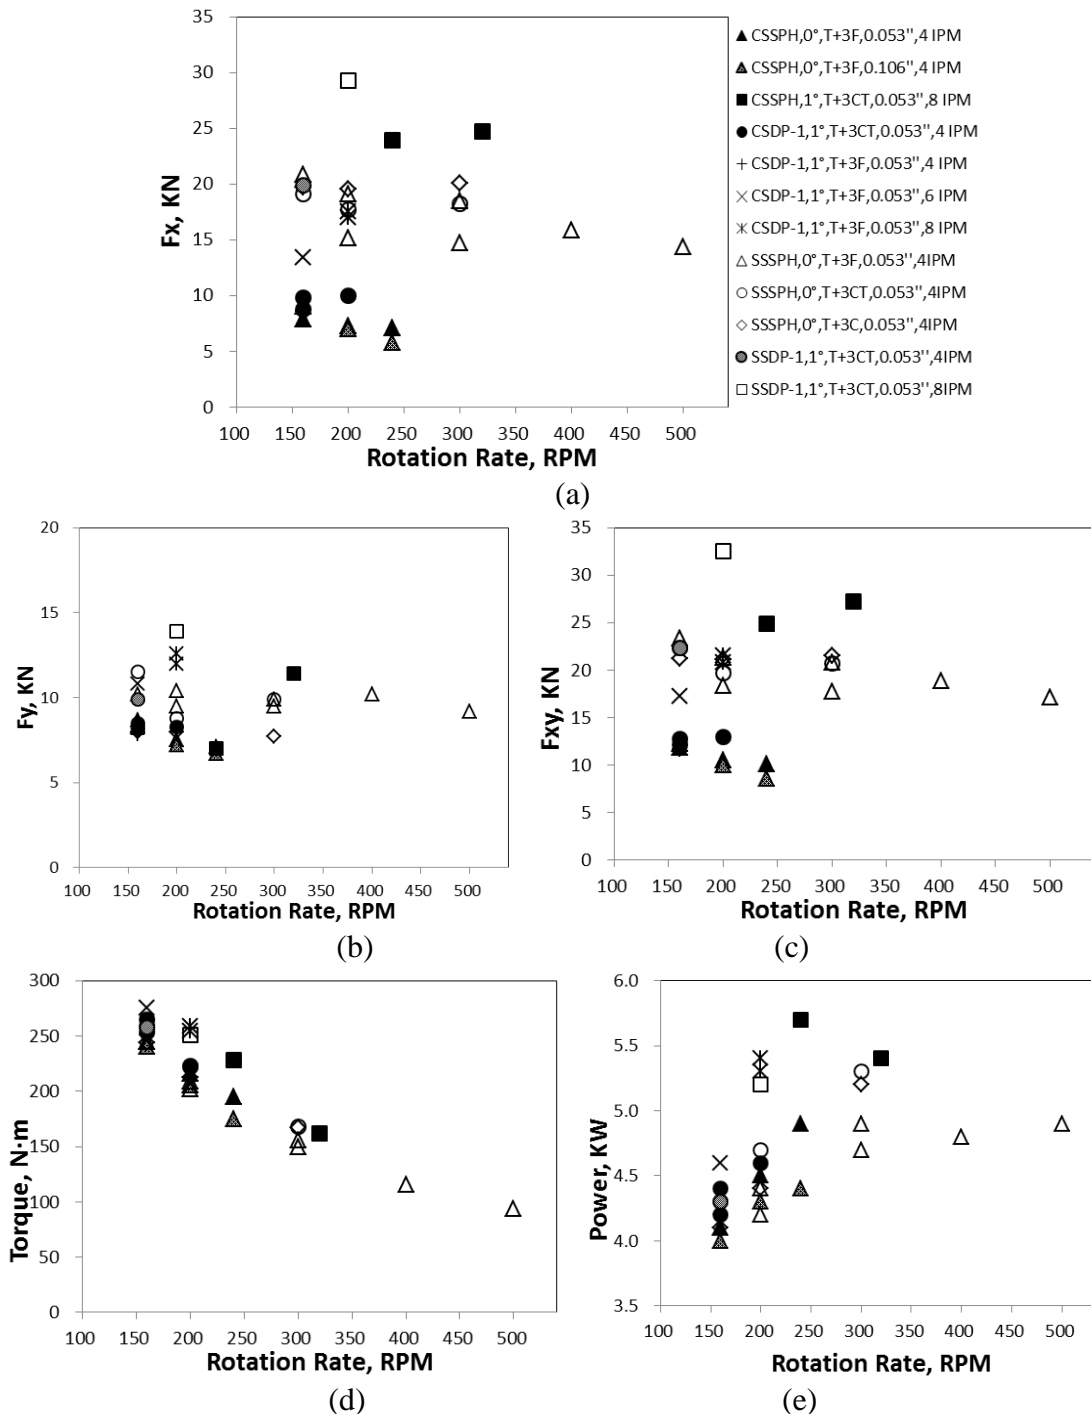 35
30
25
20
15
10
5
0
Fx, KN
100 150 200 250 300 350 400 450 500
Rotation Rate, RPM
CSSPH,0°,T+3F,0.053'',4 IPM
CSSPH,0°,T+3F,0.106'',4 IPM
CSSPH,1°,T+3CT,0.053'',8 IPM
CSDP-1,1°,T+3CT,0.053'',4 IPM
CSDP-1,1°,T+3F,0.053'',4 IPM
CSDP-1,1°,T+3F,0.053'',6 IPM
CSDP-1,1°,T+3F,0.053'',8 IPM
SSSPH,0°,T+3F,0.053'',4IPM
SSSPH,0°,T+3CT,0.053'',4IPM
SSSPH,0°,T+3C,0.053'',4IPM
SSDP-1,1°,T+3CT,0.053'',4IPM
SSDP-1,1°,T+3CT,0.053'',8IPM
(a)
20
15
10
5
0
Fy, KN
100 150 200 250 300 350 400 450 500
Rotation Rate, RPM
(b)
35
30
25
20
15
10
5
0
Fxy, KN
100 150 200 250 300 350 400 450 500
Rotation Rate, RPM
(c)
300
250
200
150
100
50
0
Torque, N·m
100 150 200 250 300 350 400 450 500
Rotation Rate, RPM
(d)
6.0
5.5
5.0
4.5
4.0
3.5
Power, KW
100 150 200 250 300 350 400 450 500
Rotation Rate, RPM
(e)